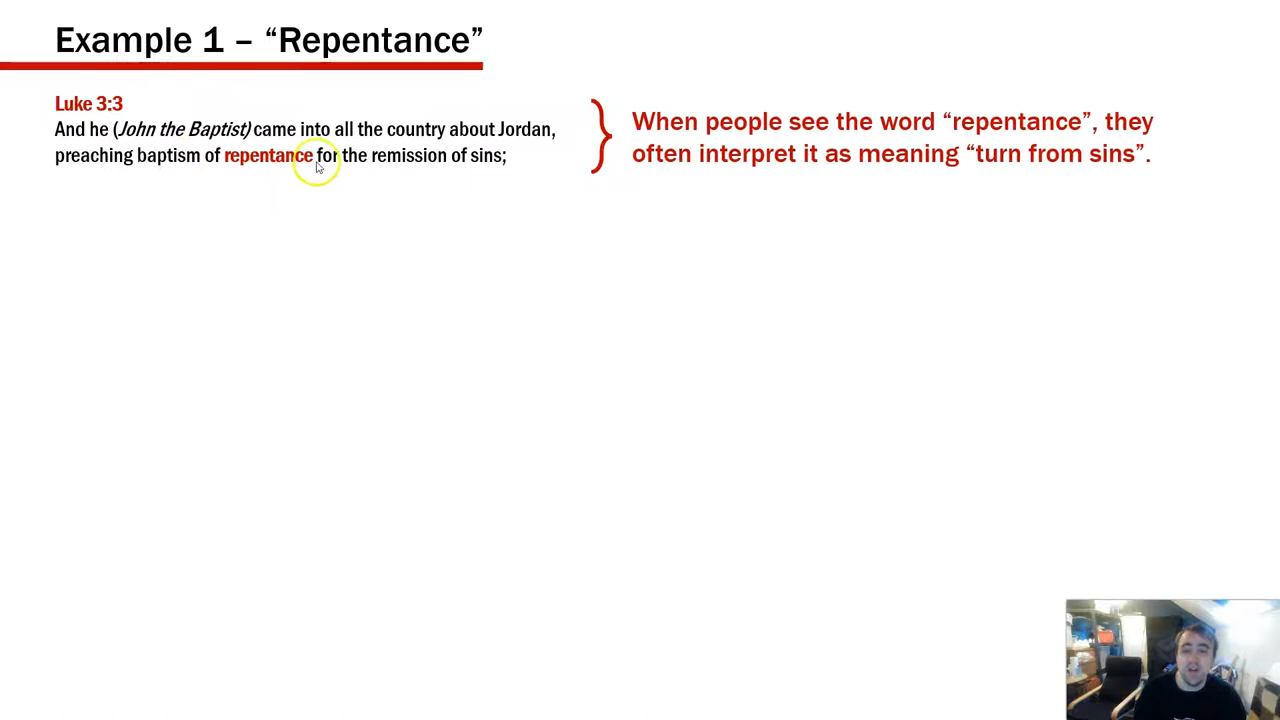 Example 1 – “Repentance”
Luke 3:3
And he (John the Baptist) came into all the country about Jordan,
preaching baptism of repentance for the remission of sins;
When people see the word “repentance”, they
often interpret it as meaning “turn from sins”.